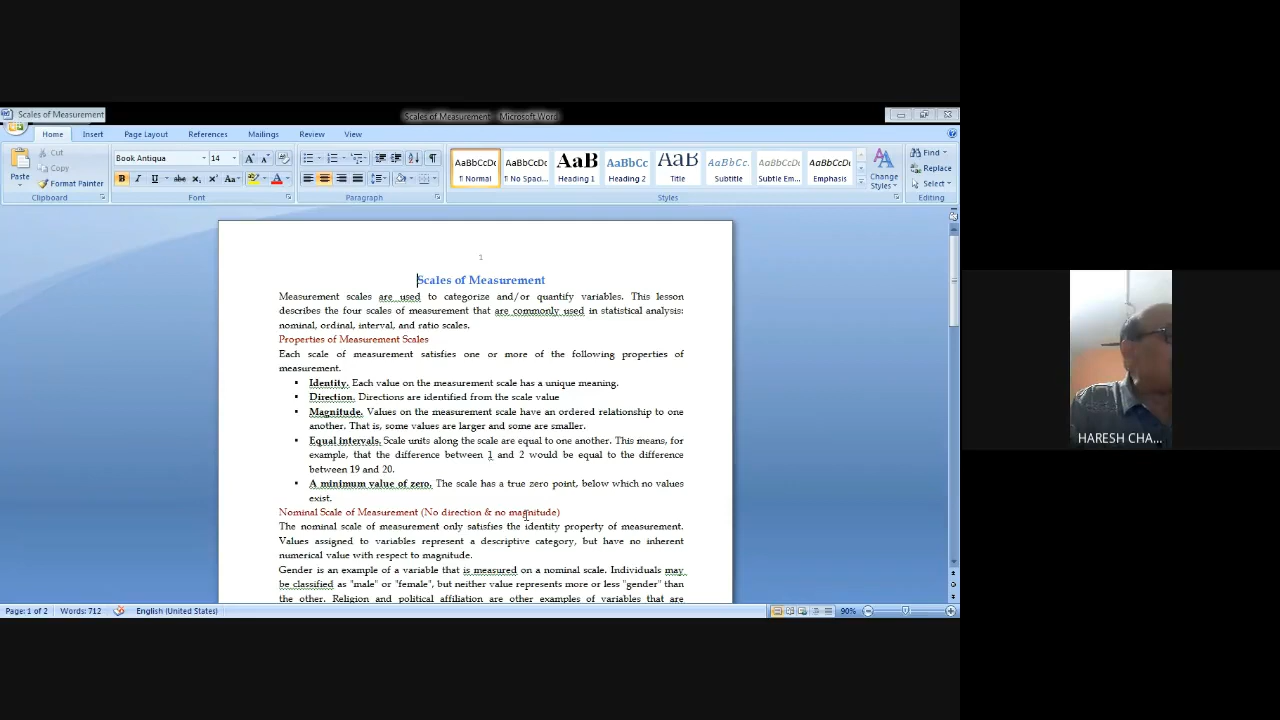 Scales of Measurement
Scales of Measurement - Microsoft Word
Home Insert Page Layout References Mailings Review View
Paste
Cut
Copy
Format Painter
Clipboard
Book Antiqua 14
Font
Paragraph
AaBbCcDc AaBbCcDc AaB AaBbCc AaB AaBbCc. AaBbCcDc AaBbCcDc
¶ Normal ¶ No Spaci... Heading 1 Heading 2 Title Subtitle Subtle Em... Emphasis
Styles
Change Styles
Find
Replace
Select
Editing
1
Scales of Measurement
Measurement scales are used to categorize and/or quantify variables. This lesson
describes the four scales of measurement that are commonly used in statistical analysis:
nominal, ordinal, interval, and ratio scales.
Properties of Measurement Scales
Each scale of measurement satisfies one or more of the following properties of
measurement.
▪ Identity. Each value on the measurement scale has a unique meaning.
▪ Direction. Directions are identified from the scale value
▪ Magnitude. Values on the measurement scale have an ordered relationship to one
another. That is, some values are larger and some are smaller.
▪ Equal intervals. Scale units along the scale are equal to one another. This means, for
example, that the difference between 1 and 2 would be equal to the difference
between 19 and 20.
▪ A minimum value of zero. The scale has a true zero point, below which no values
exist.
Nominal Scale of Measurement (No direction & no magnitude)
The nominal scale of measurement only satisfies the identity property of measurement.
Values assigned to variables represent a descriptive category, but have no inherent
numerical value with respect to magnitude.
Gender is an example of a variable that is measured on a nominal scale. Individuals may
be classified as "male" or "female", but neither value represents more or less "gender" than
the other. Religion and political affiliation are other examples of variables that are
Page: 1 of 2 Words: 712 English (United States) 90%
HARESH CHA...